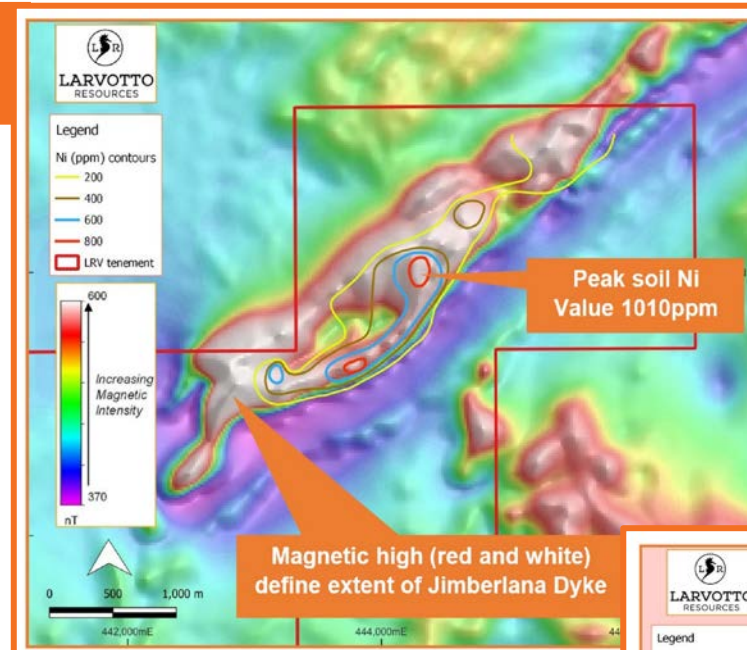 LR
LARVOTTO
RESOURCES
Legend
Ni (ppm) contours
200
400
600
800
LRV tenement
600
Increasing
Magnetic
Intensity
370
nT
0 500 1,000 m
442,000mE
444,000mE
Peak soil Ni
Value 1010ppm
Magnetic high (red and white)
define extent of Jimberlana Dyke
LR
LARVOTTO
RESOURCES
Legend